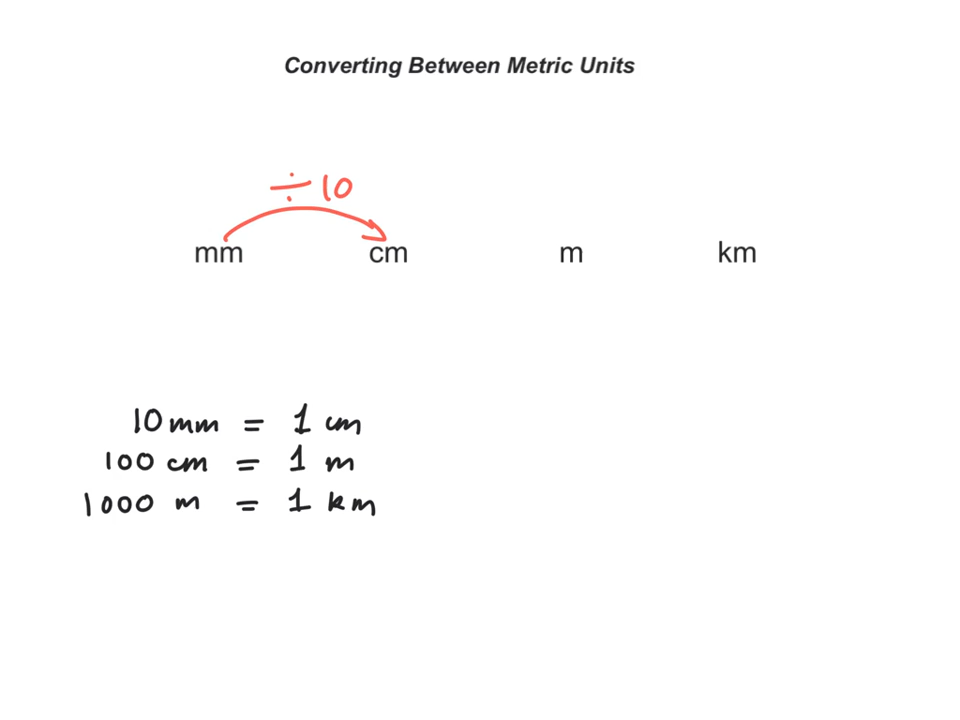 Converting Between Metric Units
÷ 10
mm cm m km
10 mm = 1 cm
100 cm = 1 m
1000 m = 1 km